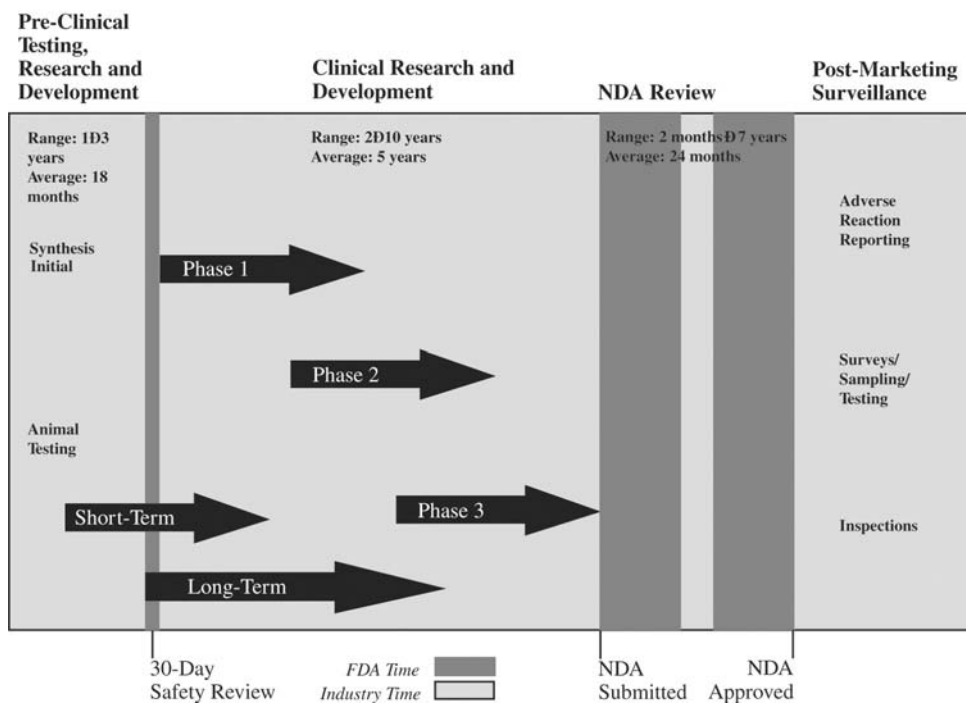 Pre-Clinical
Testing,
Research and
Development
Clinical Research and
Development
NDA Review
Post-Marketing
Surveillance
Range: 1Ð3
years
Average: 18
months
Range: 2Ð10 years
Average: 5 years
Range: 2 months Ð 7 years
Average: 24 months
Synthesis
Initial
Phase 1
Adverse
Reaction
Reporting
Phase 2
Surveys/
Sampling/
Testing
Animal
Testing
Short-Term
Phase 3
Inspections
Long-Term
30-Day
Safety Review
FDA Time
Industry Time
NDA
Submitted
NDA
Approved